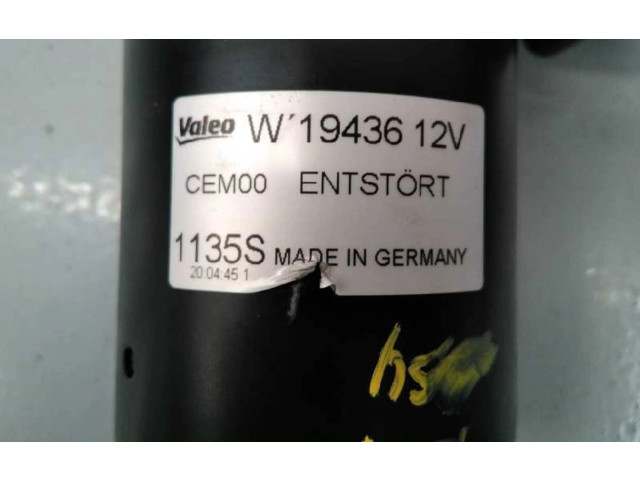 Valeo W´19436 12V
CEM00 ENTSTÖRT
1135S MADE IN GERMANY
20:04:45 1